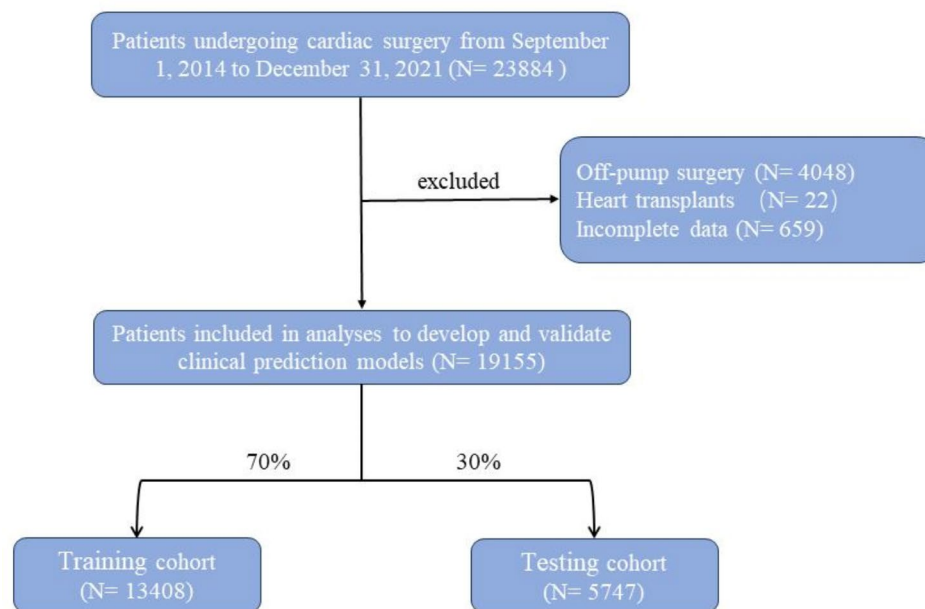 Patients undergoing cardiac surgery from September
1, 2014 to December 31, 2021 (N= 23884 )
excluded
Off-pump surgery (N= 4048)
Heart transplants （N= 22）
Incomplete data (N= 659)
Patients included in analyses to develop and validate
clinical prediction models (N= 19155)
70%
30%
Training cohort
(N= 13408)
Testing cohort
(N= 5747)